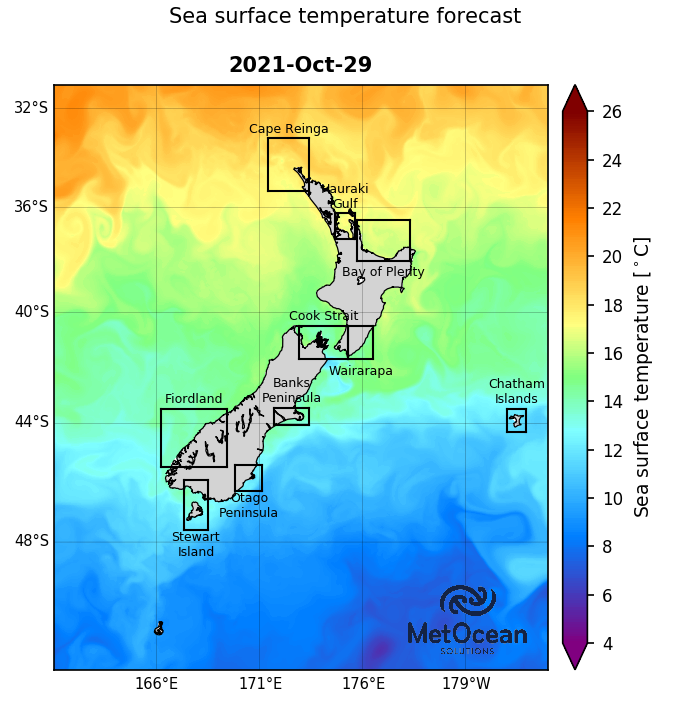 Sea surface temperature forecast
2021-Oct-29
32°S
36°S
40°S
44°S
48°S
166°E
171°E
176°E
179°W
Cape Reinga
Hauraki
Gulf
Bay of Plenty
Cook Strait
Wairarapa
Banks
Peninsula
Chatham
Islands
Fiordland
Otago
Peninsula
Stewart
Island
MetOcean
SOLUTIONS
26
24
22
20
18
16
14
12
10
8
6
4
Sea surface temperature [°C]